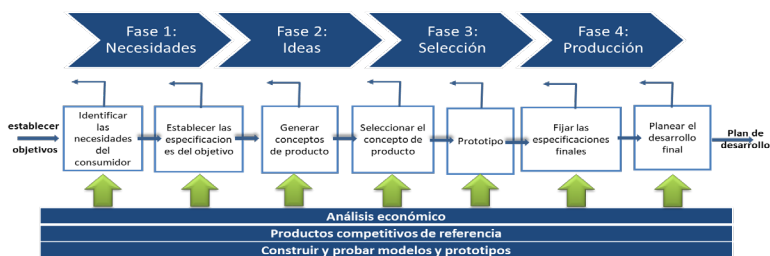 Fase 1:
Necesidades
Fase 2:
Ideas
Fase 3:
Selección
Fase 4:
Producción
establecer
objetivos
Identificar
las
necesidades
del
consumidor
Establecer las
especificacion
es del objetivo
Generar
conceptos
de producto
Seleccionar el
concepto de
producto
Prototipo
Fijar las
especificaciones
finales
Planear el
desarrollo
final
Plan de
desarrollo
Análisis económico
Productos competitivos de referencia
Construir y probar modelos y prototipos